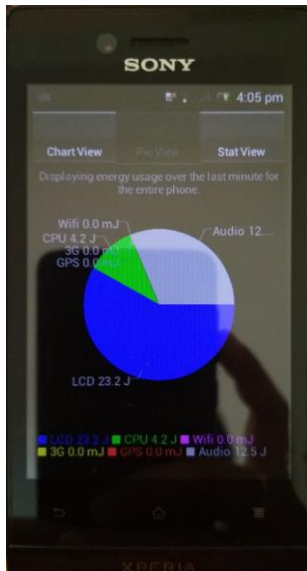 SONY
4:05 pm
Chart View Pie View Stat View
Displaying energy usage over the last minute for
the entire phone.
Wifi 0.0 mJ
Audio 12....
CPU 4.2 J
3G 0.0 mJ
GPS 0.0 mJ
LCD 23.2 J
LCD 23.2 J CPU 4.2 J Wifi 0.0 mJ
3G 0.0 mJ GPS 0.0 mJ Audio 12.5 J
XPERIA